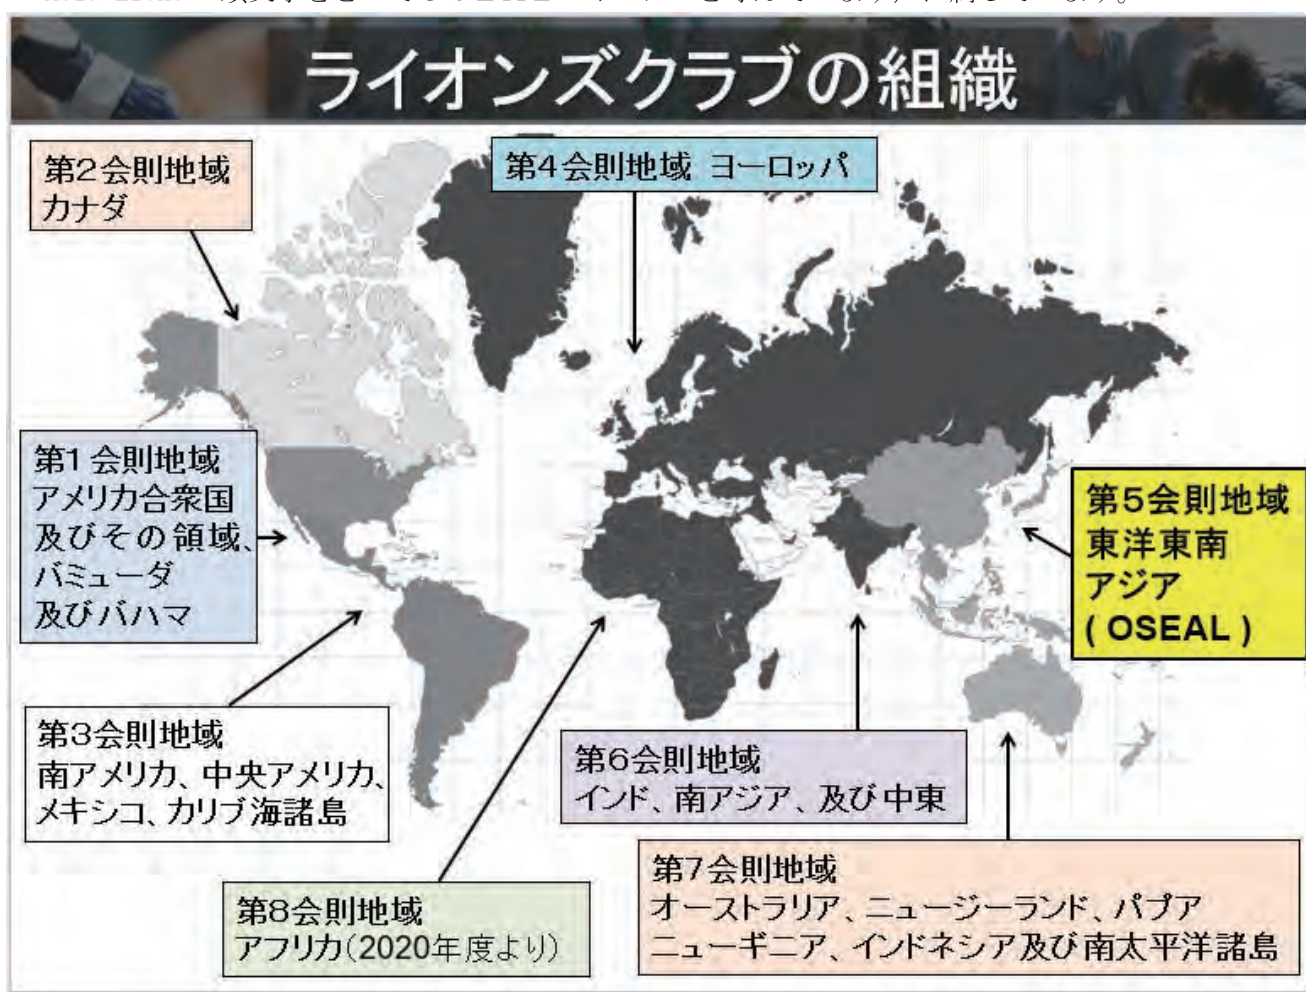 ライオンズクラブの組織
第2会則地域
カナダ
第4会則地域 ヨーロッパ
第1会則地域
アメリカ合衆国
及びその領域、
バミューダ
及びバハマ
第5会則地域
東洋東南
アジア
( OSEAL )
第3会則地域
南アメリカ、中央アメリカ、
メキシコ、カリブ海諸島
第6会則地域
インド、南アジア、及び中東
第8会則地域
アフリカ(2020年度より)
第7会則地域
オーストラリア、ニュージーランド、パプア
ニューギニア、インドネシア及び南太平洋諸島